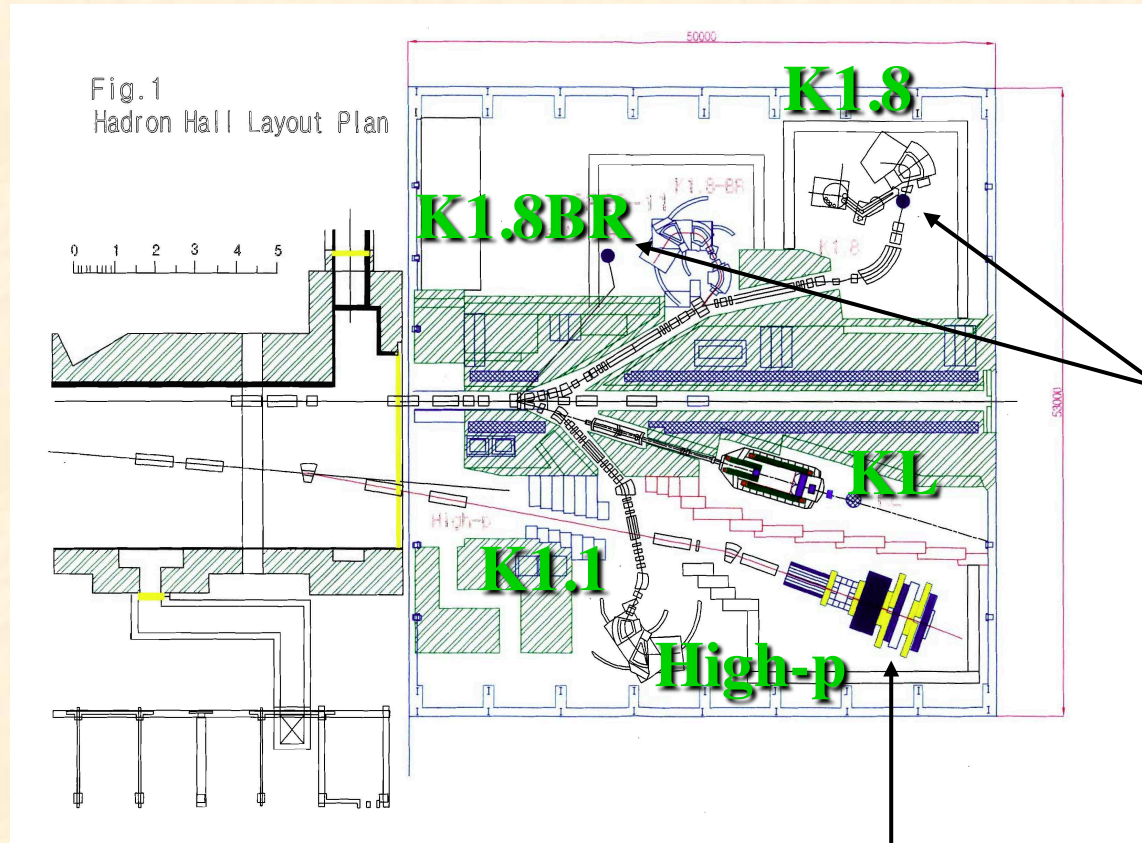 Fig.1
Hadron Hall Layout Plan
50000
K1.8
K1.8-BR
K1.8BR
K1.8
0 1 2 3 4 5
53000
KL
High-p
K1.1
High-p